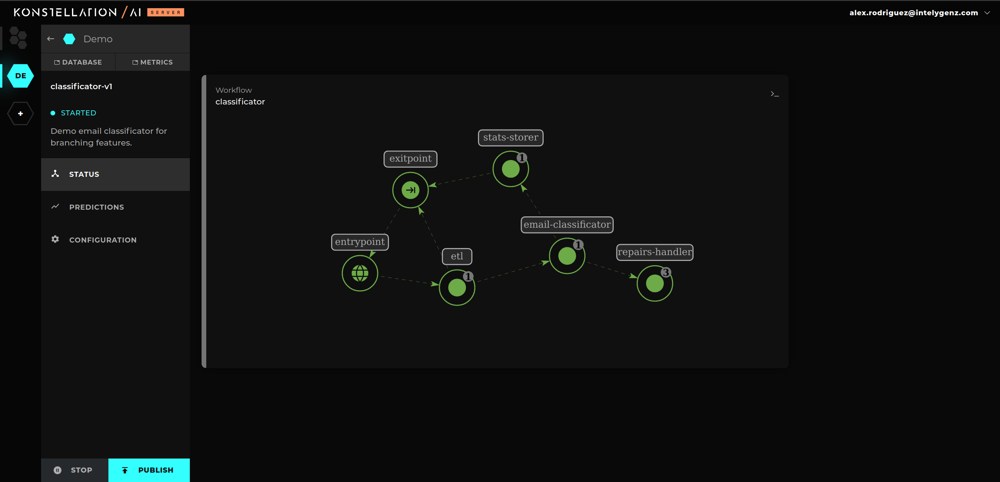 KONSTELLATION / AI SERVER
alex.rodriguez@intelygenz.com
Demo
DATABASE
METRICS
DE
classificator-v1
+
STARTED
Demo email classificator for
branching features.
STATUS
PREDICTIONS
CONFIGURATION
STOP
PUBLISH
Workflow
classificator
>_
stats-storer
1
exitpoint
email-classificator
1
entrypoint
etl
1
repairs-handler
3